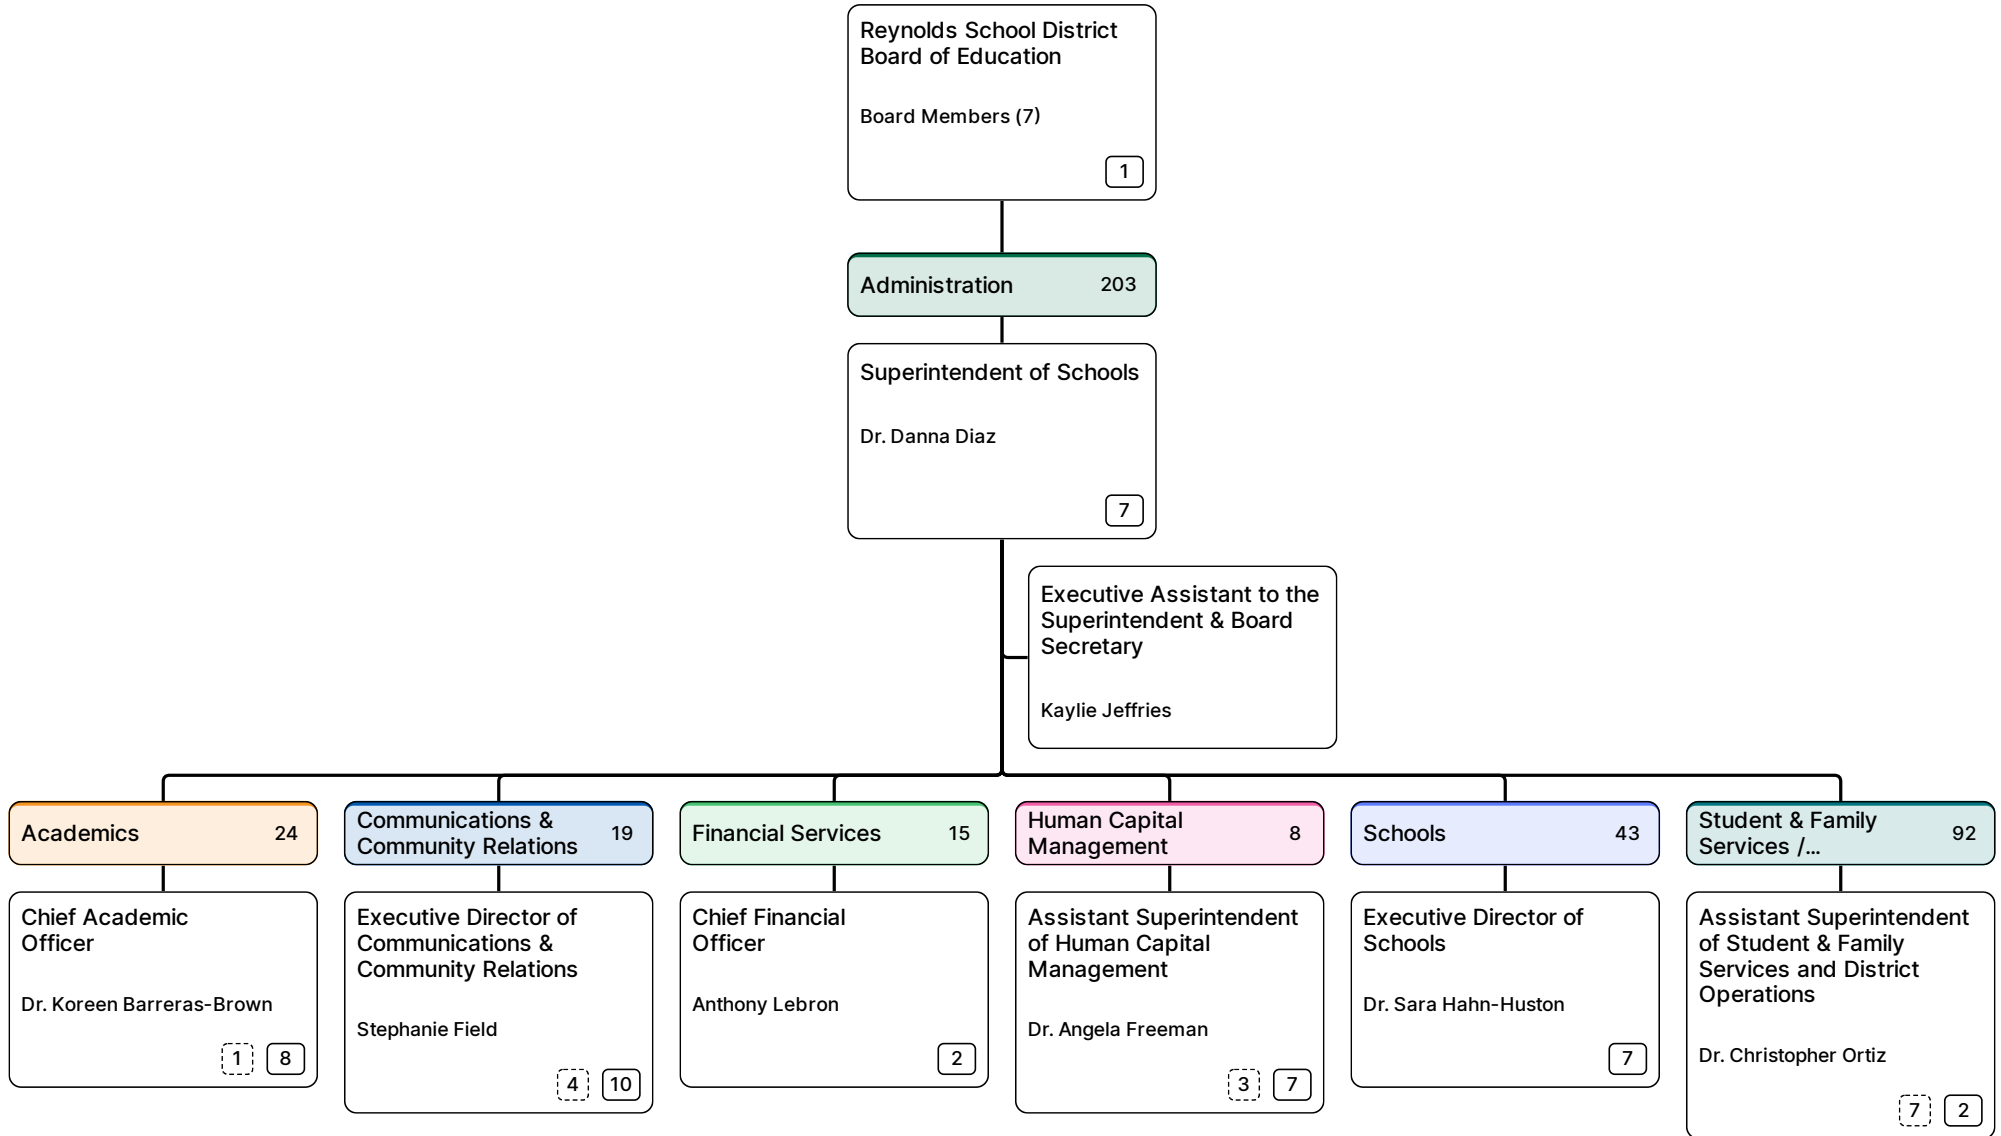 Reynolds School District
Board of Education
Board Members (7)
1
Administration 203
Superintendent of Schools
Dr. Danna Diaz
7
Executive Assistant to the
Superintendent & Board
Secretary
Kaylie Jeffries
Academics 24
Chief Academic
Officer
Dr. Koreen Barreras-Brown
1 8
Communications &
Community Relations 19
Executive Director of
Communications &
Community Relations
Stephanie Field
4 10
Financial Services 15
Chief Financial
Officer
Anthony Lebron
2
Human Capital
Management 8
Assistant Superintendent
of Human Capital
Management
Dr. Angela Freeman
3 7
Schools 43
Executive Director of
Schools
Dr. Sara Hahn-Huston
7
Student & Family
Services /... 92
Assistant Superintendent
of Student & Family
Services and District
Operations
Dr. Christopher Ortiz
7 2